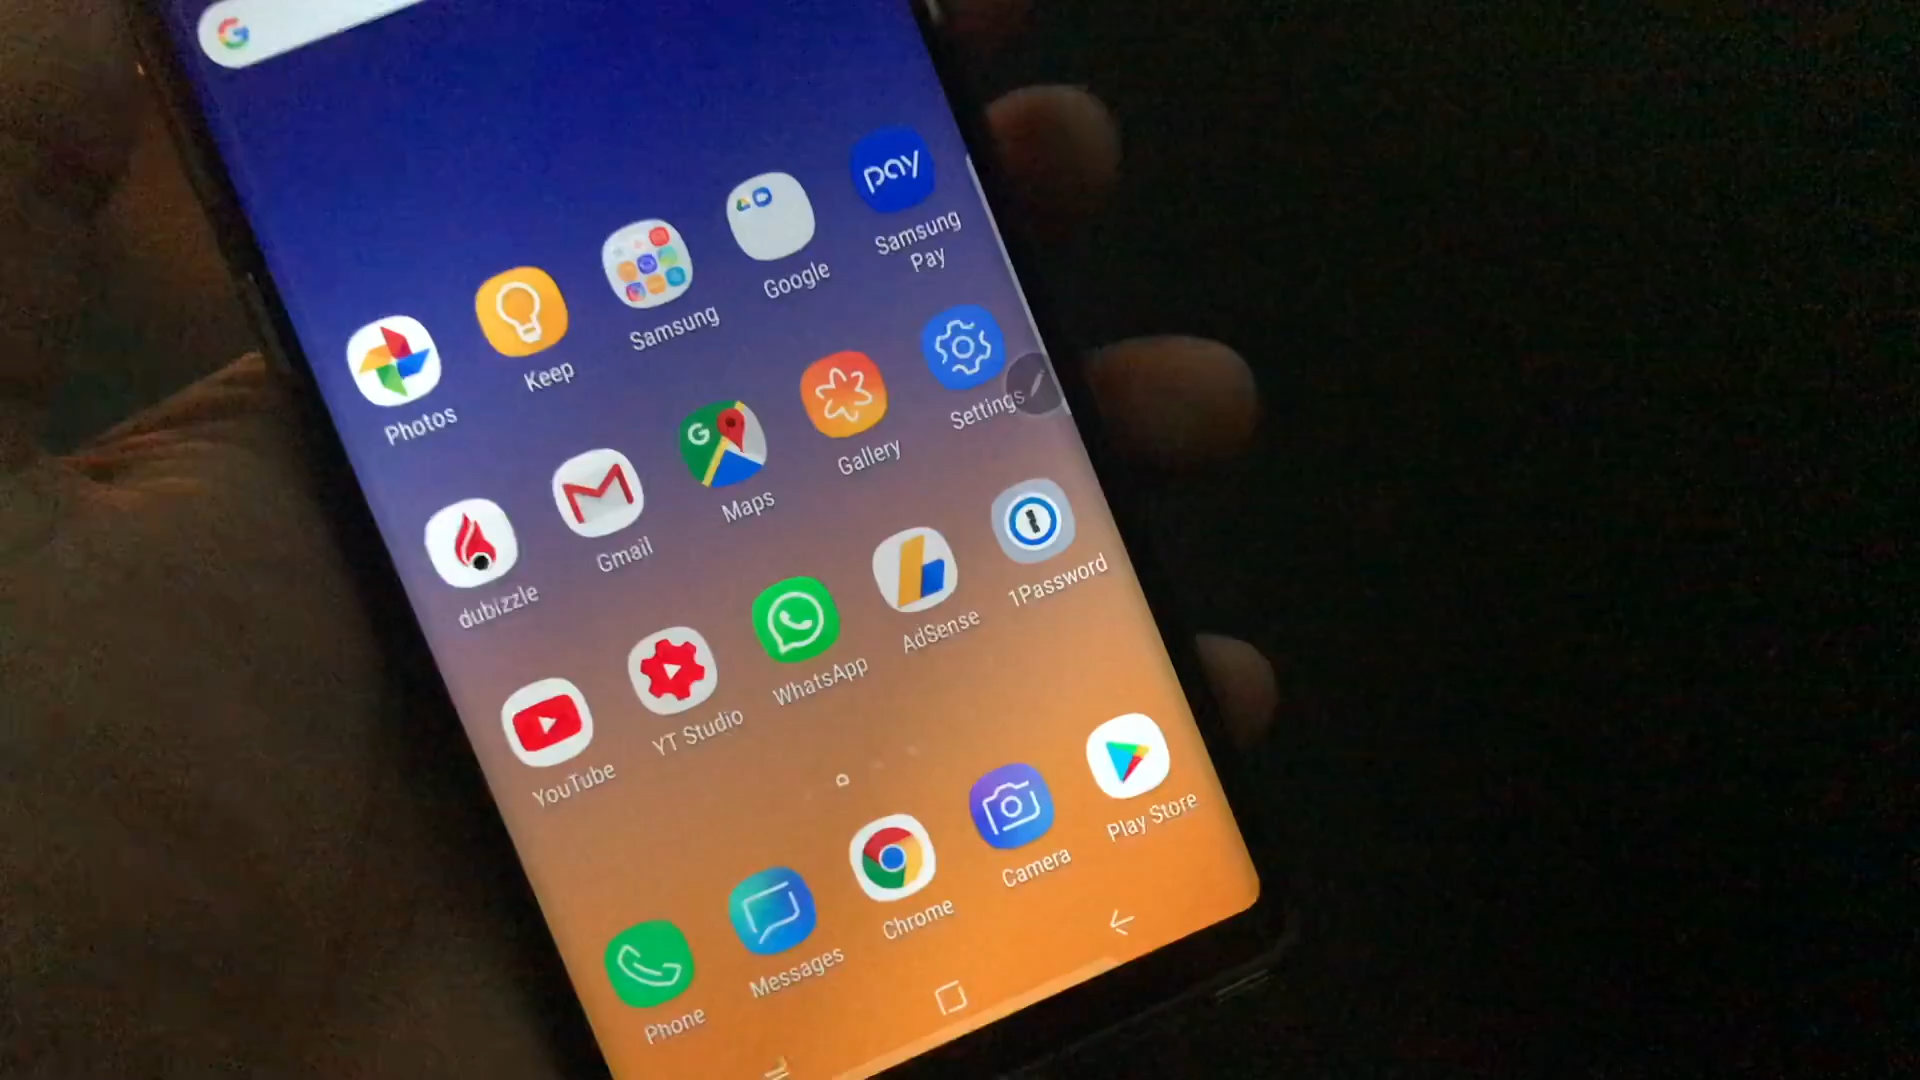 G
pay
Photos
Keep
Samsung
Google
Samsung
Pay
dubizzle
Gmail
G
Maps
Gallery
Settings
YouTube
YT Studio
WhatsApp
AdSense
1Password
Phone
Messages
Chrome
Camera
Play Store